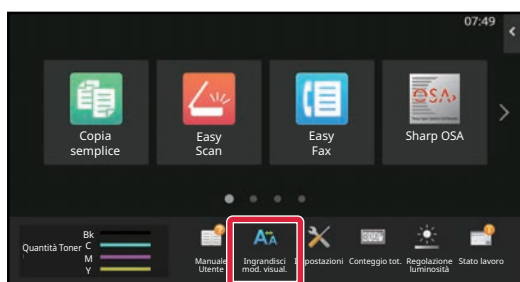 07:49
Copia
semplice
Easy
Scan
Easy
Fax
Sharp OSA
OSA
Quantità Toner
Bk
C
M
Y
Manuale
Utente
Ingrandisci
mod. visual.
Impostazioni
Conteggio tot.
Regolazione
luminosità
Stato lavoro